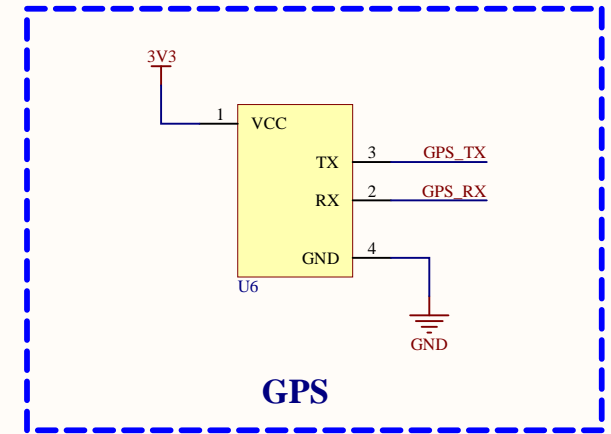 3V3
1
VCC
TX
3
GPS_TX
RX
2
GPS_RX
GND
4
U6
GND
GPS